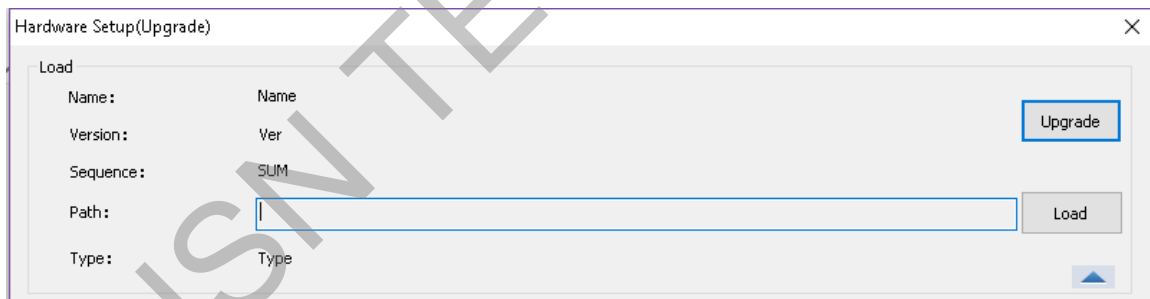 Hardware Setup(Upgrade)
Load
Name: Name
Upgrade
Version: Ver
Sequence: SUM
Path: Load
Type: Type